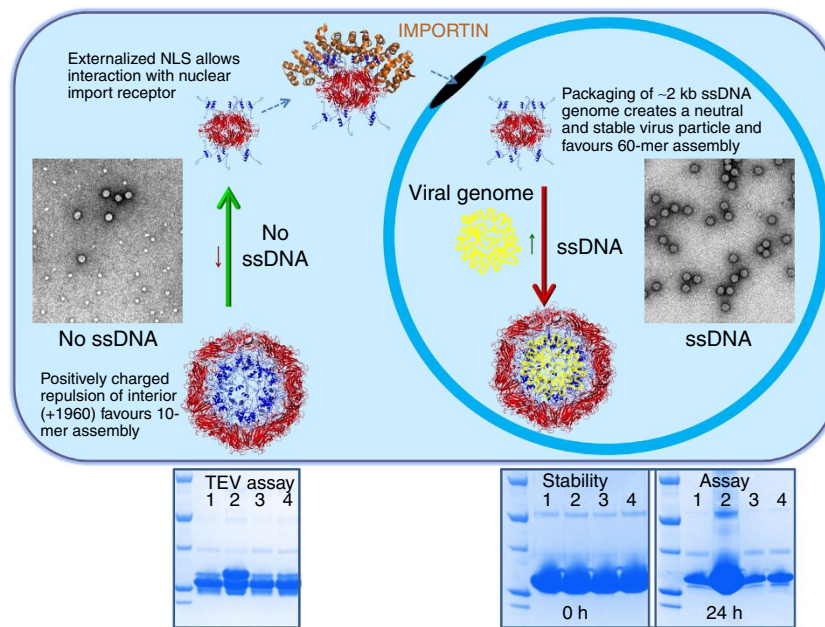 IMPORTIN
Externalized NLS allows
interaction with nuclear
import receptor
Packaging of ~2 kb ssDNA
genome creates a neutral
and stable virus particle and
favours 60-mer assembly
No
ssDNA
No ssDNA
Positively charged
repulsion of interior
(+1960) favours 10-
mer assembly
Viral genome
ssDNA
ssDNA
TEV assay
1 2 3 4
Stability
1 2 3 4
0 h
Assay
1 2 3 4
24 h